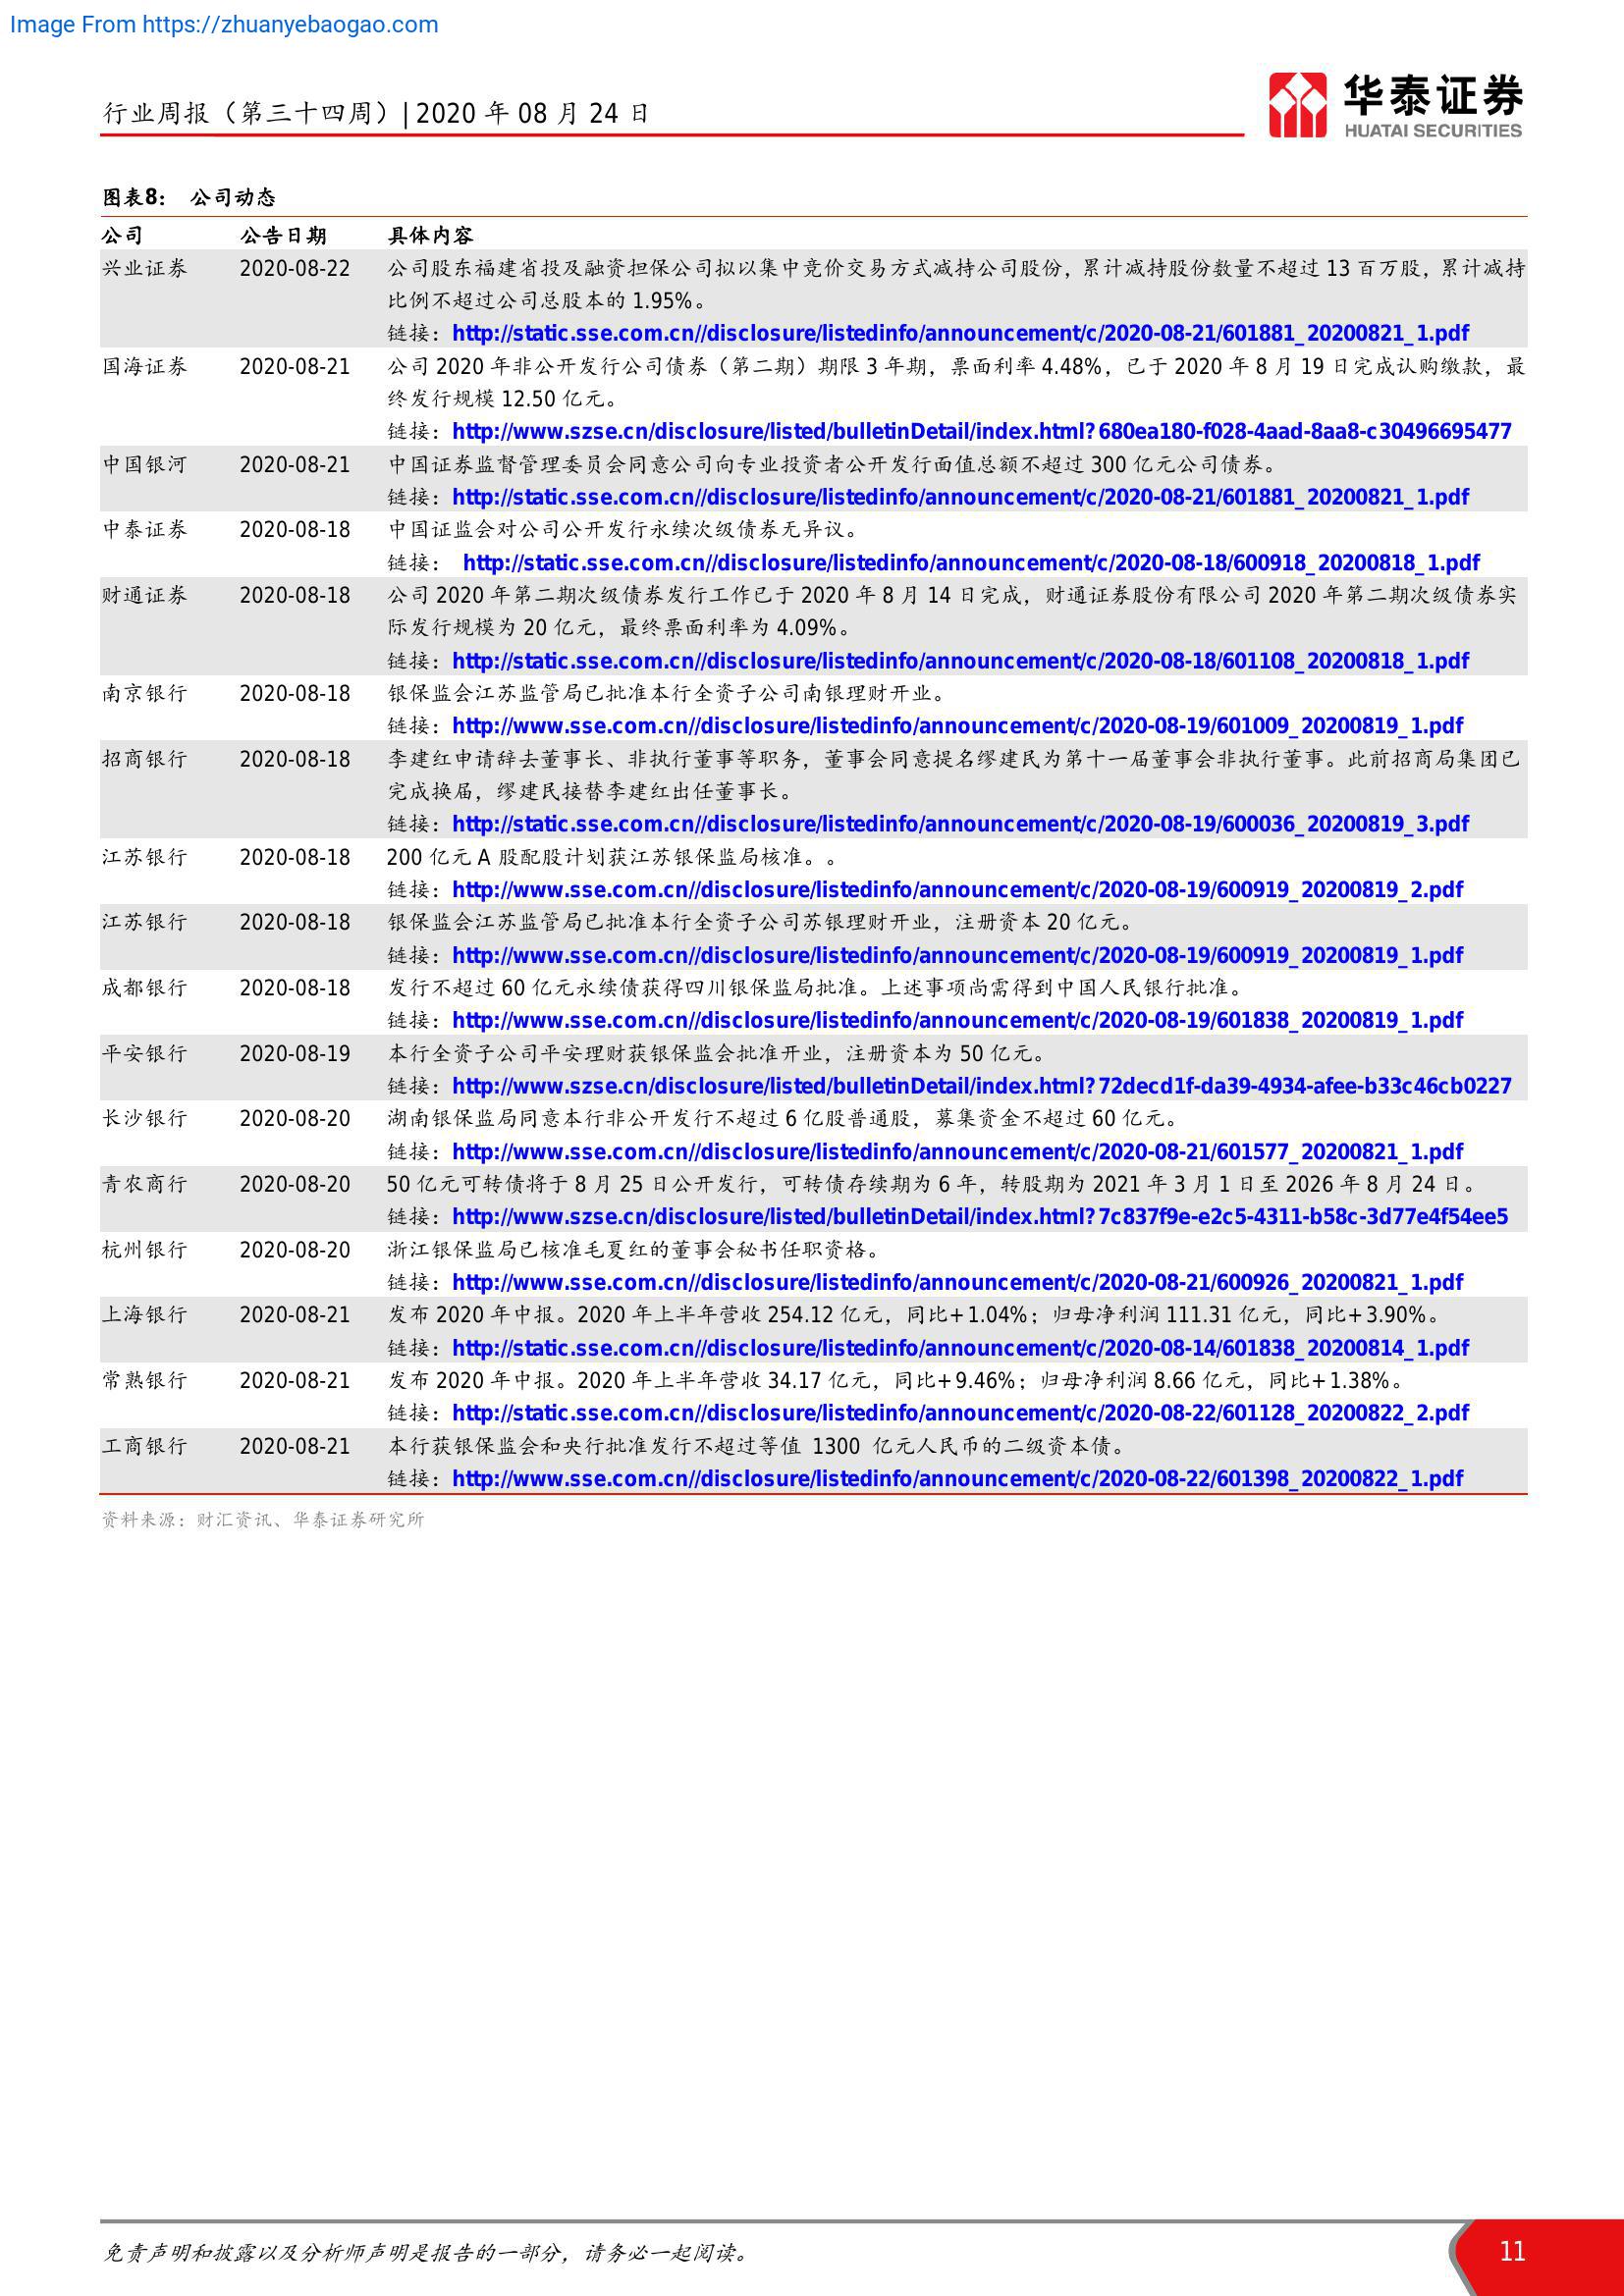 Image From https://zhuanyebaogao.com
行业周报（第三十四周）| 2020 年 08 月 24 日
华泰证券
HUATAI SECURITIES
图表8： 公司动态
公司 公告日期 具体内容
兴业证券 2020-08-22 公司股东福建省投及融资担保公司拟以集中竞价交易方式减持公司股份，累计减持股份数量不超过 13 百万股，累计减持
比例不超过公司总股本的 1.95%。
链接：http://static.sse.com.cn//disclosure/listedinfo/announcement/c/2020-08-21/601881_20200821_1.pdf
国海证券 2020-08-21 公司 2020 年非公开发行公司债券（第二期）期限 3 年期，票面利率 4.48%，已于 2020 年 8 月 19 日完成认购缴款，最
终发行规模 12.50 亿元。
链接：http://www.szse.cn/disclosure/listed/bulletinDetail/index.html?680ea180-f028-4aad-8aa8-c30496695477
中国银河 2020-08-21 中国证券监督管理委员会同意公司向专业投资者公开发行面值总额不超过 300 亿元公司债券。
链接：http://static.sse.com.cn//disclosure/listedinfo/announcement/c/2020-08-21/601881_20200821_1.pdf
中泰证券 2020-08-18 中国证监会对公司公开发行永续次级债券无异议。
链接： http://static.sse.com.cn//disclosure/listedinfo/announcement/c/2020-08-18/600918_20200818_1.pdf
财通证券 2020-08-18 公司 2020 年第二期次级债券发行工作已于 2020 年 8 月 14 日完成，财通证券股份有限公司 2020 年第二期次级债券实
际发行规模为 20 亿元，最终票面利率为 4.09%。
链接：http://static.sse.com.cn//disclosure/listedinfo/announcement/c/2020-08-18/601108_20200818_1.pdf
南京银行 2020-08-18 银保监会江苏监管局已批准本行全资子公司南银理财开业。
链接：http://www.sse.com.cn//disclosure/listedinfo/announcement/c/2020-08-19/601009_20200819_1.pdf
招商银行 2020-08-18 李建红申请辞去董事长、非执行董事等职务，董事会同意提名缪建民为第十一届董事会非执行董事。此前招商局集团已
完成换届，缪建民接替李建红出任董事长。
链接：http://static.sse.com.cn//disclosure/listedinfo/announcement/c/2020-08-19/600036_20200819_3.pdf
江苏银行 2020-08-18 200 亿元 A 股配股计划获江苏银保监局核准。。
链接：http://www.sse.com.cn//disclosure/listedinfo/announcement/c/2020-08-19/600919_20200819_2.pdf
江苏银行 2020-08-18 银保监会江苏监管局已批准本行全资子公司苏银理财开业，注册资本 20 亿元。
链接：http://www.sse.com.cn//disclosure/listedinfo/announcement/c/2020-08-19/600919_20200819_1.pdf
成都银行 2020-08-18 发行不超过 60 亿元永续债获得四川银保监局批准。上述事项尚需得到中国人民银行批准。
链接：http://www.sse.com.cn//disclosure/listedinfo/announcement/c/2020-08-19/601838_20200819_1.pdf
平安银行 2020-08-19 本行全资子公司平安理财获银保监会批准开业，注册资本为 50 亿元。
链接：http://www.szse.cn/disclosure/listed/bulletinDetail/index.html?72decd1f-da39-4934-afee-b33c46cb0227
长沙银行 2020-08-20 湖南银保监局同意本行非公开发行不超过 6 亿股普通股，募集资金不超过 60 亿元。
链接：http://www.sse.com.cn//disclosure/listedinfo/announcement/c/2020-08-21/601577_20200821_1.pdf
青农商行 2020-08-20 50 亿元可转债将于 8 月 25 日公开发行，可转债存续期为 6 年，转股期为 2021 年 3 月 1 日至 2026 年 8 月 24 日。
链接：http://www.szse.cn/disclosure/listed/bulletinDetail/index.html?7c837f9e-e2c5-4311-b58c-3d77e4f54ee5
杭州银行 2020-08-20 浙江银保监局已核准毛夏红的董事会秘书任职资格。
链接：http://www.sse.com.cn//disclosure/listedinfo/announcement/c/2020-08-21/600926_20200821_1.pdf
上海银行 2020-08-21 发布 2020 年中报。2020 年上半年营收 254.12 亿元，同比+1.04%；归母净利润 111.31 亿元，同比+3.90%。
链接：http://static.sse.com.cn//disclosure/listedinfo/announcement/c/2020-08-14/601838_20200814_1.pdf
常熟银行 2020-08-21 发布 2020 年中报。2020 年上半年营收 34.17 亿元，同比+9.46%；归母净利润 8.66 亿元，同比+1.38%。
链接：http://static.sse.com.cn//disclosure/listedinfo/announcement/c/2020-08-22/601128_20200822_2.pdf
工商银行 2020-08-21 本行获银保监会和央行批准发行不超过等值 1300 亿元人民币的二级资本债。
链接：http://www.sse.com.cn//disclosure/listedinfo/announcement/c/2020-08-22/601398_20200822_1.pdf
资料来源：财汇资讯、华泰证券研究所
免责声明和披露以及分析师声明是报告的一部分，请务必一起阅读。
11